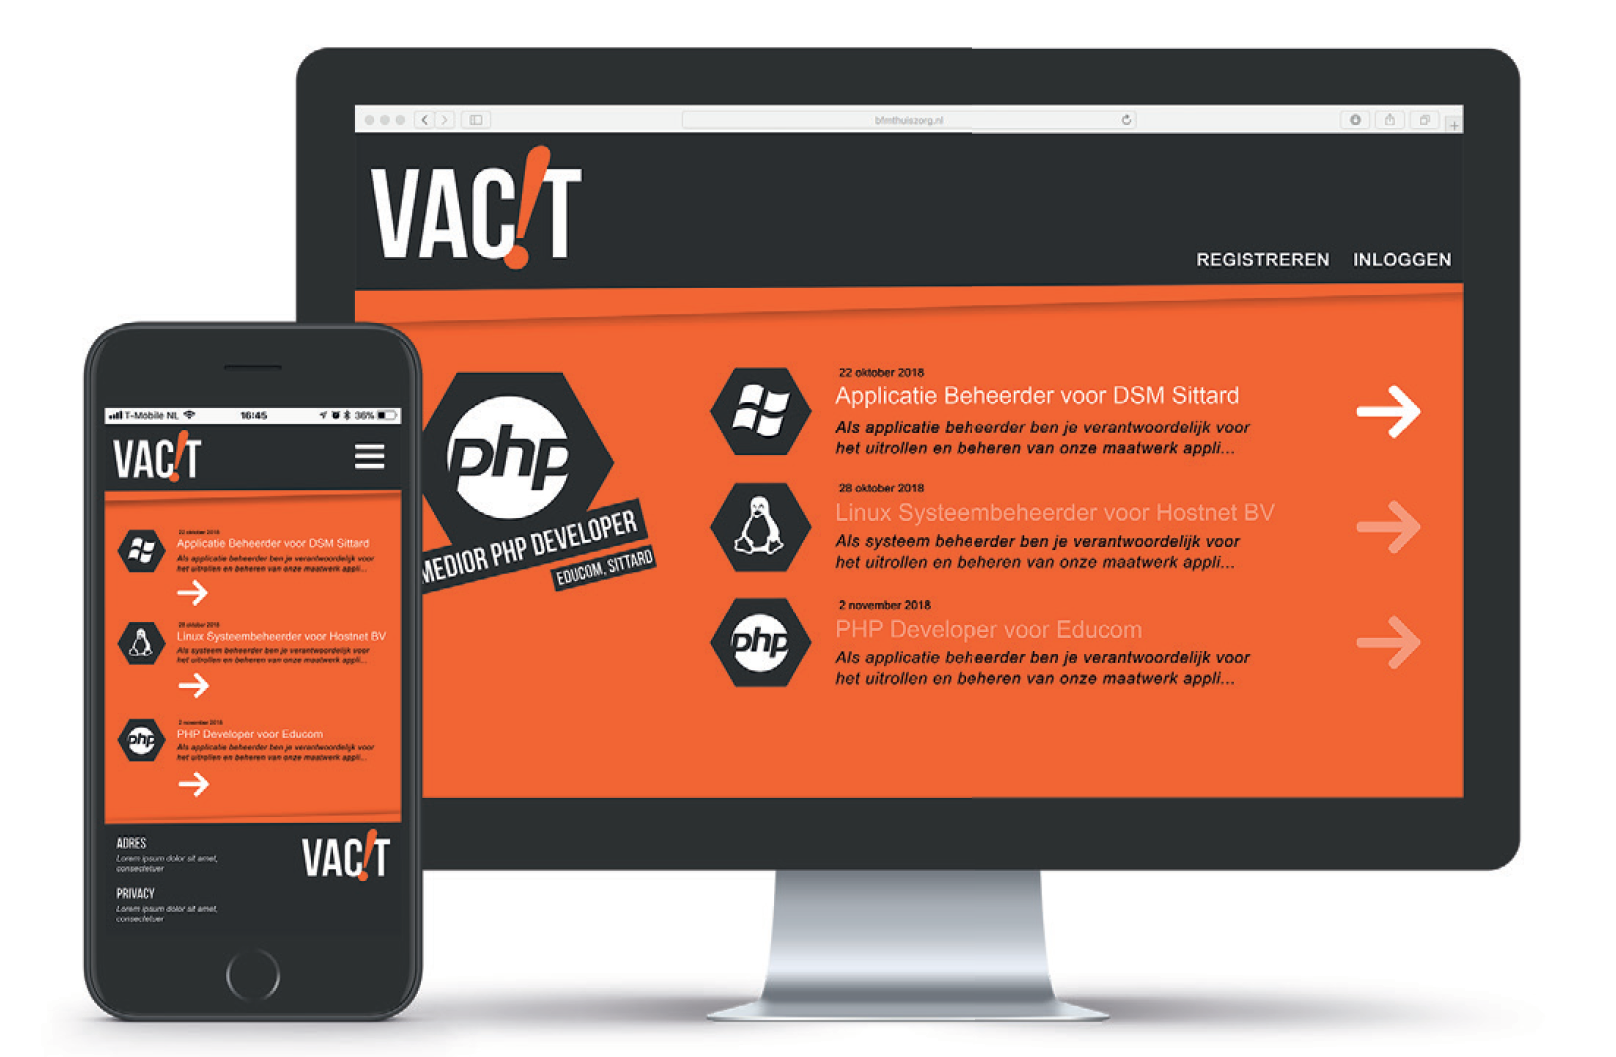 bfmthuiszorg.nl
VAC!T
REGISTREREN INLOGGEN
php
MEDIOR PHP DEVELOPER
EDUCOM, SITTARD
22 oktober 2018
Applicatie Beheerder voor DSM Sittard
Als applicatie beheerder ben je verantwoordelijk voor
het uitrollen en beheren van onze maatwerk appli...
28 oktober 2018
Linux Systeembeheerder voor Hostnet BV
Als systeem beheerder ben je verantwoordelijk voor
het uitrollen en beheren van onze maatwerk appli...
php
2 november 2018
PHP Developer voor Educom
Als applicatie beheerder ben je verantwoordelijk voor
het uitrollen en beheren van onze maatwerk appli...
T-Mobile NL 16:45 36%
VAC!T
22 oktober 2018
Applicatie Beheerder voor DSM Sittard
Als applicatie beheerder ben je verantwoordelijk voor
het uitrollen en beheren van onze maatwerk appli...
28 oktober 2018
Linux Systeembeheerder voor Hostnet BV
Als systeem beheerder ben je verantwoordelijk voor
het uitrollen en beheren van onze maatwerk appli...
php
2 november 2018
PHP Developer voor Educom
Als applicatie beheerder ben je verantwoordelijk voor
het uitrollen en beheren van onze maatwerk appli...
ADRES
Lorem ipsum dolor sit amet,
consectetuer
VAC!T
PRIVACY
Lorem ipsum dolor sit amet,
consectetuer